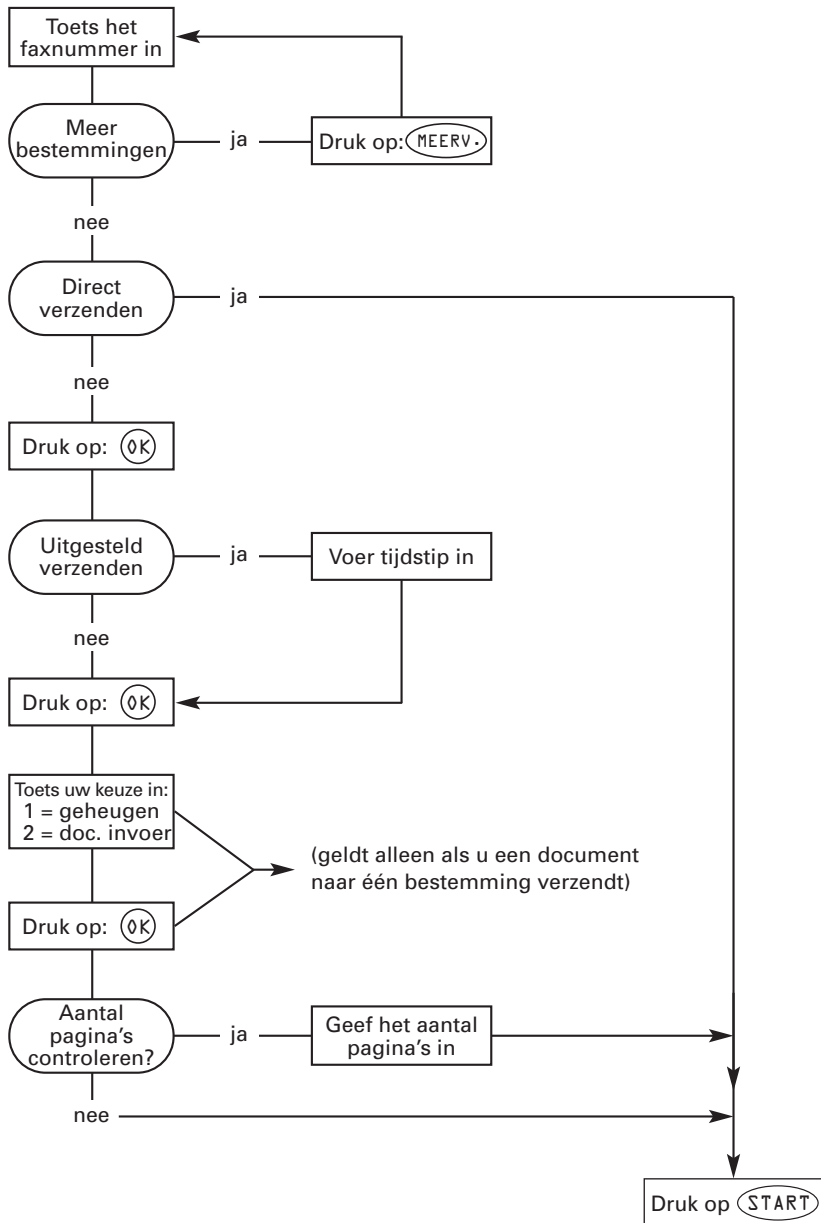 Toets het
faxnummer in
Meer
bestemmingen
ja
Druk op: MEERV.
nee
Direct
verzenden
ja
nee
Druk op: OK
Uitgesteld
verzenden
ja
Voer tijdstip in
nee
Druk op: OK
Toets uw keuze in:
1 = geheugen
2 = doc. invoer
(geldt alleen als u een document
naar één bestemming verzendt)
Druk op: OK
Aantal
pagina's
controleren?
ja
Geef het aantal
pagina's in
nee
Druk op START